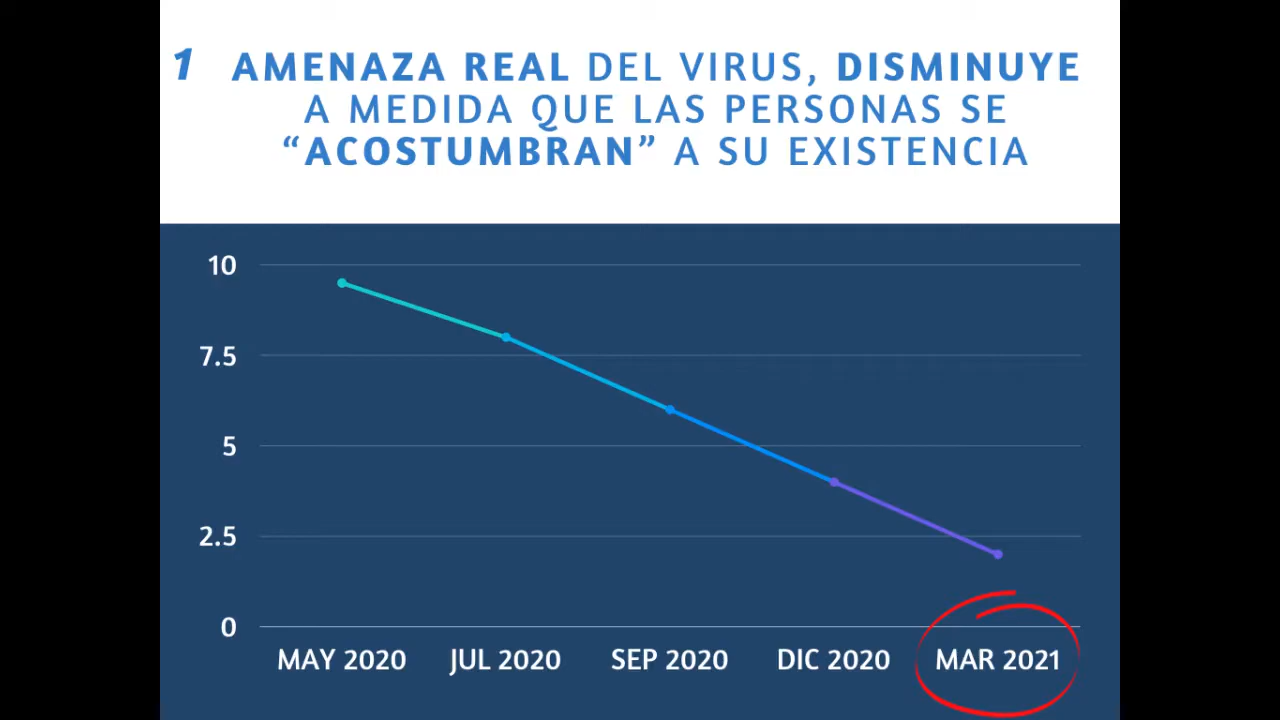 1 AMENAZA REAL DEL VIRUS, DISMINUYE
A MEDIDA QUE LAS PERSONAS SE
“ACOSTUMBRAN” A SU EXISTENCIA
10
7.5
5
2.5
0
MAY 2020 JUL 2020 SEP 2020 DIC 2020 MAR 2021